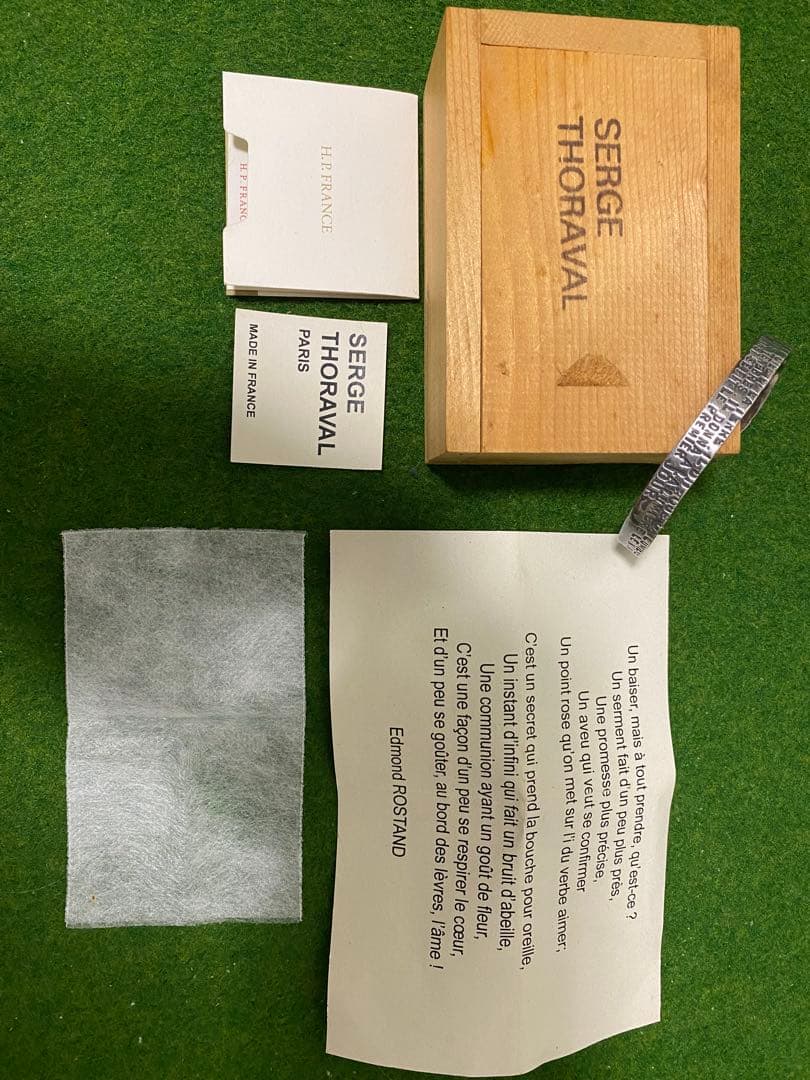 SERGE
THORAVAL
H.P.FRANCE
H.P.FRANC
SERGE
THORAVAL
PARIS
MADE IN FRANCE
DONNA
PREMIER
Un baiser, mais à tout prendre, qu'est-ce ?
Un serment fait d'un peu plus près,
Une promesse plus précise,
Un aveu qui veut se confirmer
Un point rose qu'on met sur l'i du verbe aimer;
C'est un secret qui prend la bouche pour oreille,
Un instant d'infini qui fait un bruit d'abeille,
Une communion ayant un goût de fleur,
C'est une façon d'un peu se respirer le cœur,
Et d'un peu se goûter, au bord des lèvres, l'âme !
Edmond ROSTAND